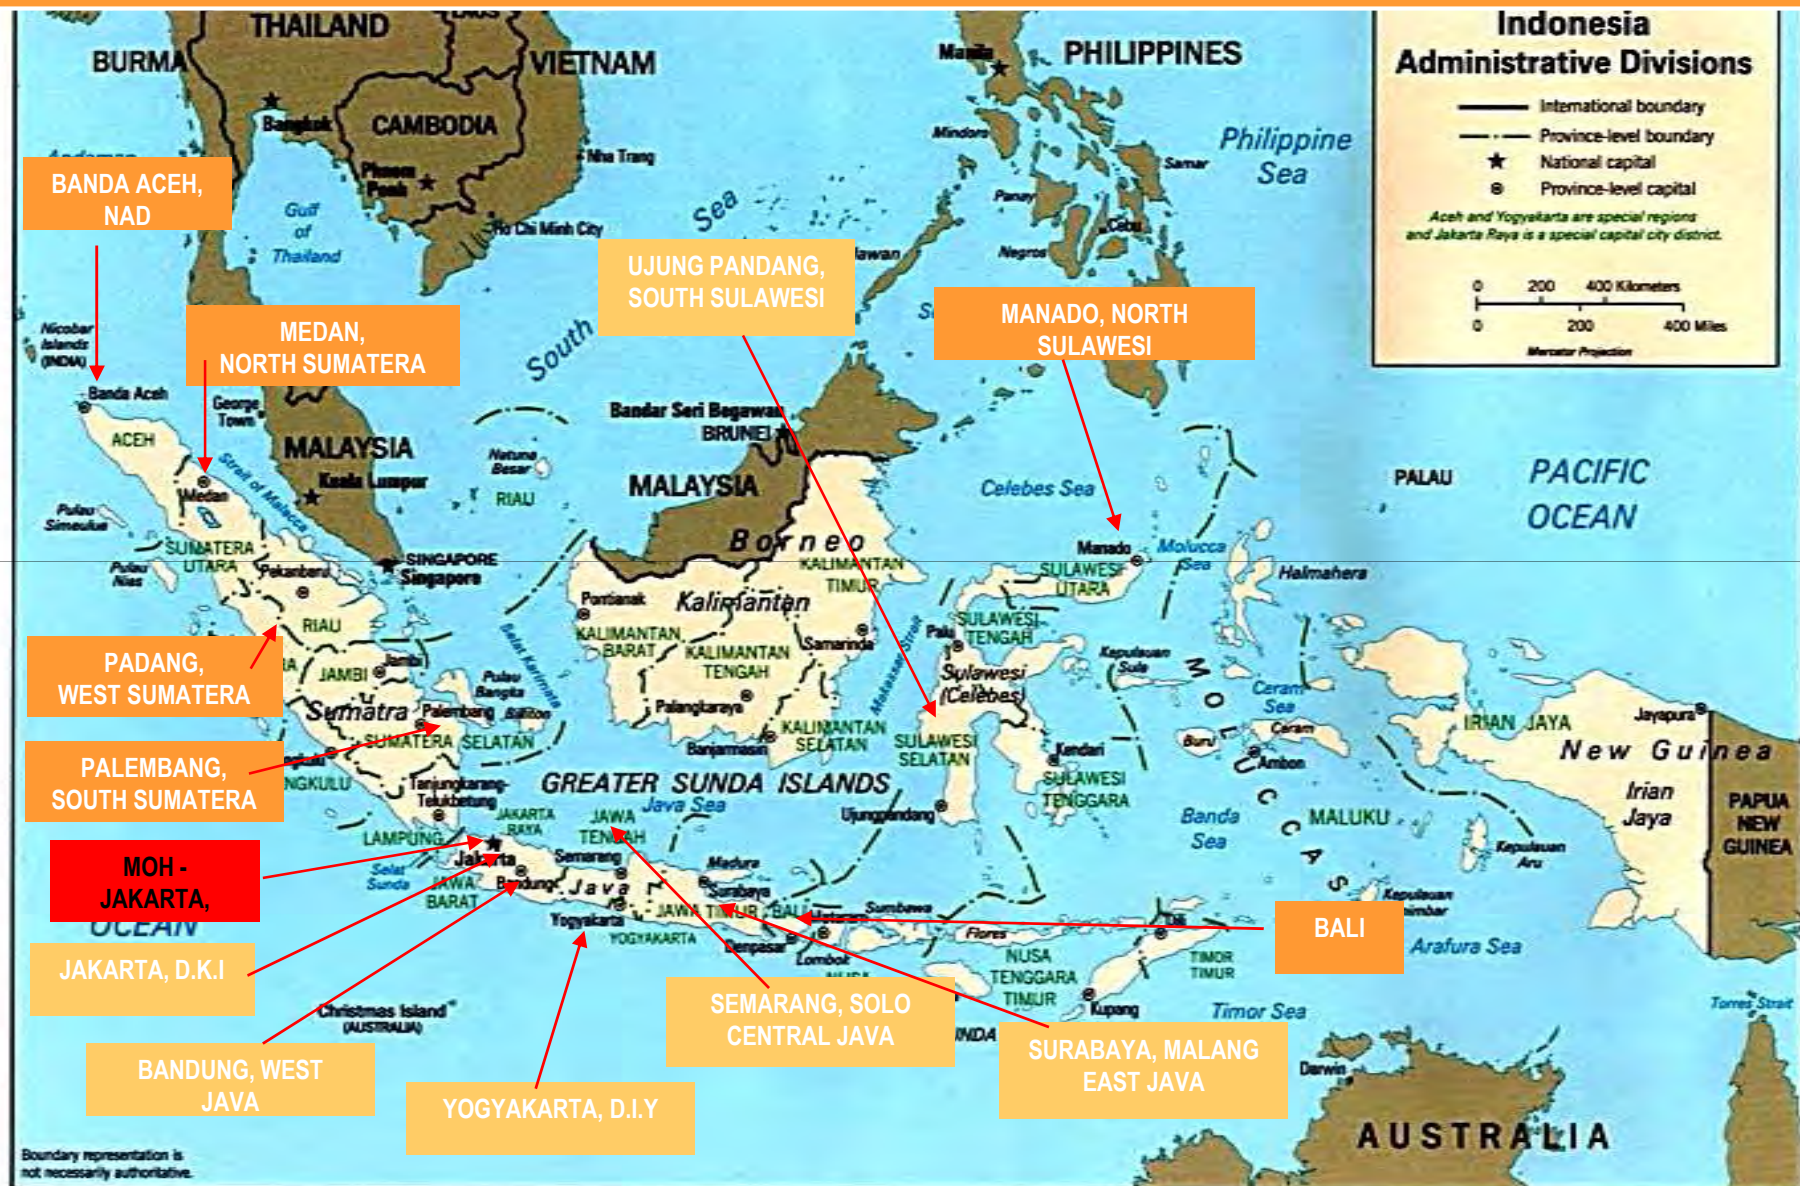 Indonesia
Administrative Divisions
International boundary
Province-level boundary
National capital
Province-level capital
Aceh and Yogyakarta are special regions
and Jakarta Raya is a special capital city district.
0 200 400 Kilometers
0 200 400 Miles
Mercator Projection
BURMA
THAILAND
LAOS
VIETNAM
Bangkok
CAMBODIA
Phnom
Penh
Nha Trang
Ho Chi Minh City
Gulf
of
Thailand
Manila
PHILIPPINES
Mindoro
Samar
Panay
Cebu
Negros
Philippine
Sea
South
Sea
BANDA ACEH,
NAD
MEDAN,
NORTH SUMATERA
UJUNG PANDANG,
SOUTH SULAWESI
MANADO, NORTH
SULAWESI
Nicobar
Islands
(INDIA)
Banda Aceh
ACEH
George
Town
MALAYSIA
Kuala Lumpur
Strait of Malacca
Medan
Pulau
Simeulue
Pulau
Nias
SUMATERA
UTARA
Pekanbaru
RIAU
SINGAPORE
Singapore
Natuna
Besar
RIAU
Bandar Seri Begawan
BRUNEI
MALAYSIA
Borneo
KALIMANTAN
TIMUR
Kalimantan
Pontianak
KALIMANTAN
BARAT
KALIMANTAN
TENGAH
Samarinda
Palangkaraya
Banjarmasin
KALIMANTAN
SELATAN
Selat Karimata
Makassar Strait
Celebes Sea
Manado
Molucca
Sea
SULAWESI
UTARA
Halmahera
PALAU
PACIFIC
OCEAN
Palu
SULAWESI
TENGAH
Sulawesi
(Celebes)
Kepulauan
Sula
SULAWESI
SELATAN
Kendari
SULAWESI
TENGGARA
Ujungpandang
MOLUCCAS
Ceram
Sea
Buru
Ceram
Ambon
Banda
Sea
MALUKU
IRIAN JAYA
Jayapura
New Guinea
Irian
Jaya
PAPUA
NEW
GUINEA
Kepulauan
Aru
Kepulauan
Arafura Sea
PADANG,
WEST SUMATERA
JAMBI
Jambi
Sumatra
Pulau
Bangka
Palembang
Billiton
SUMATERA SELATAN
PALEMBANG,
SOUTH SUMATERA
NGKULU
Tanjungkarang-
Telukbetung
LAMPUNG
GREATER SUNDA ISLANDS
Java Sea
JAKARTA
RAYA
JAWA
TENGAH
MOH -
JAKARTA,
Selat
Sunda
Jakarta
Bandung
JAWA
BARAT
Semarang
Java
Madura
Surabaya
Yogyakarta
YOGYAKARTA
JAWA TIMUR
BALI
Mataram
Denpasar
Lombok
Sumbawa
Flores
NUSA
TENGGARA
TIMUR
NUSA
Dili
TIMOR
TIMUR
Kupang
Timor Sea
BALI
OCEAN
JAKARTA, D.K.I
Christmas Island
(AUSTRALIA)
BANDUNG, WEST
JAVA
YOGYAKARTA, D.I.Y
SEMARANG, SOLO
CENTRAL JAVA
SURABAYA, MALANG
EAST JAVA
Torres Strait
Darwin
AUSTRALIA
Boundary representation is
not necessarily authoritative.